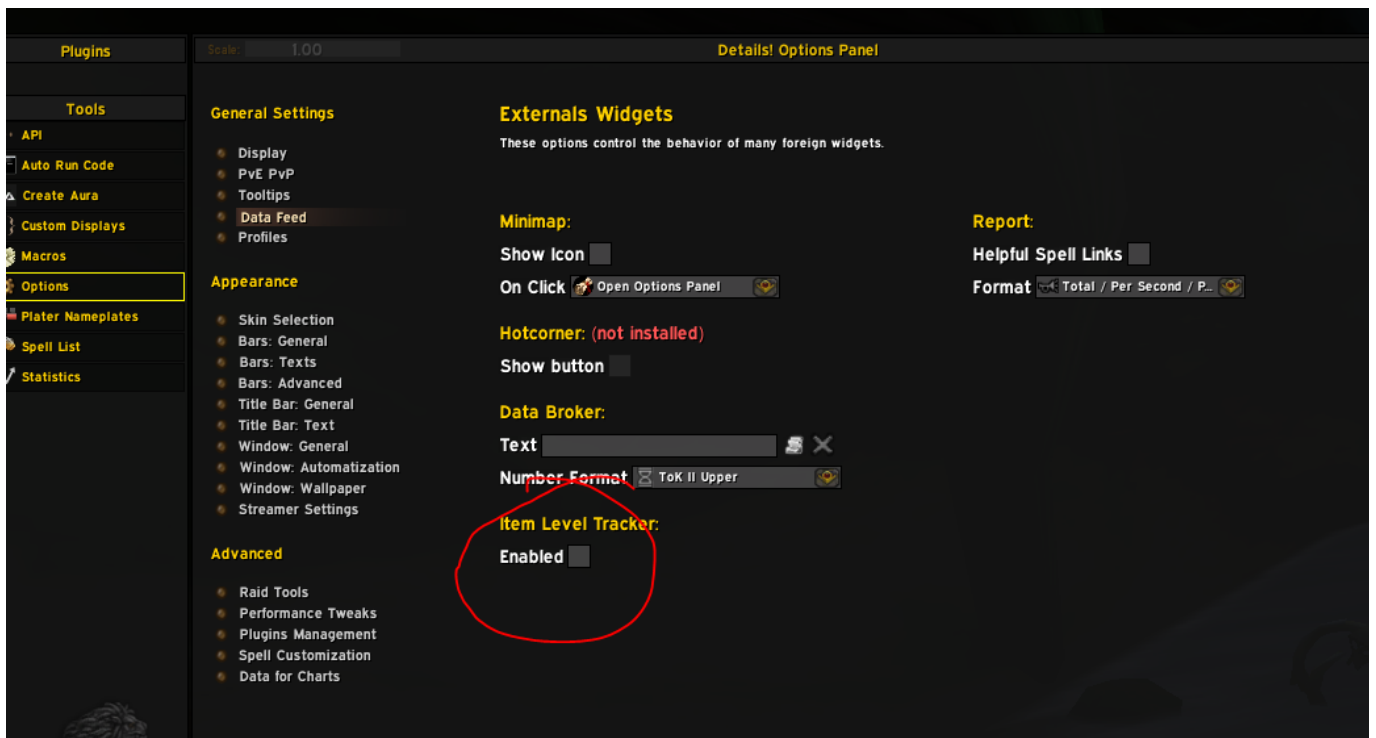 Plugins
Scale: 1.00
Details! Options Panel
Tools
API
Auto Run Code
Create Aura
Custom Displays
Macros
Options
Plater Nameplates
Spell List
Statistics
General Settings
Display
PvE PvP
Tooltips
Data Feed
Profiles
Appearance
Skin Selection
Bars: General
Bars: Texts
Bars: Advanced
Title Bar: General
Title Bar: Text
Window: General
Window: Automatization
Window: Wallpaper
Streamer Settings
Advanced
Raid Tools
Performance Tweaks
Plugins Management
Spell Customization
Data for Charts
Externals Widgets
These options control the behavior of many foreign widgets.
Minimap:
Show Icon
On Click Open Options Panel
Hotcorner: (not installed)
Show button
Data Broker:
Text
Number Format ToK II Upper
Item Level Tracker:
Enabled
Report:
Helpful Spell Links
Format Total / Per Second / P...